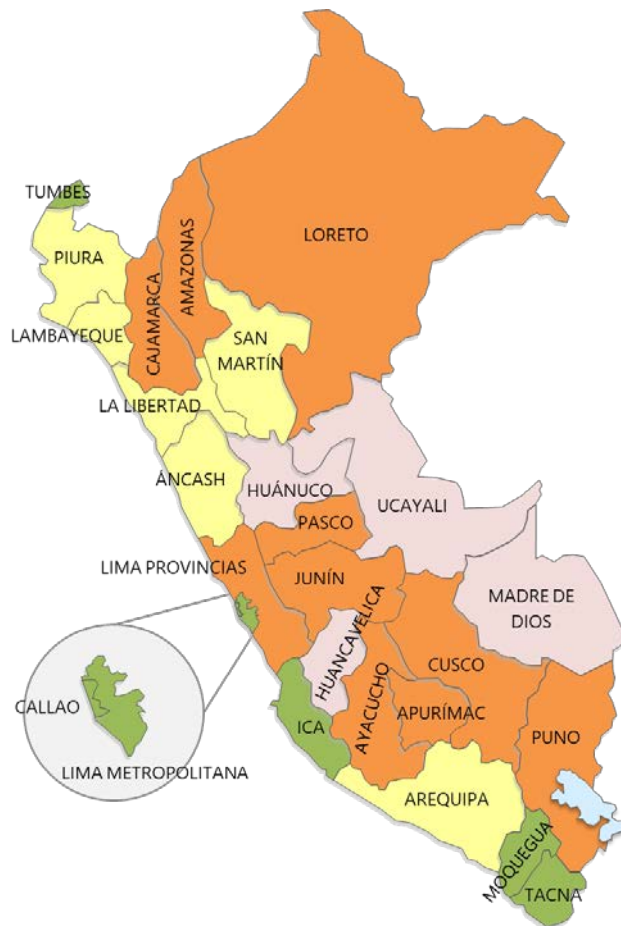 TUMBES
LORETO
PIURA
AMAZONAS
CAJAMARCA
LAMBAYEQUE
SAN
MARTÍN
LA LIBERTAD
ÁNCASH
HUÁNUCO
UCAYALI
PASCO
LIMA PROVINCIAS
JUNÍN
MADRE DE
DIOS
HUANCAVELICA
CUSCO
AYACUCHO
APURÍMAC
CALLAO
ICA
PUNO
LIMA METROPOLITANA
AREQUIPA
MOQUEGUA
TACNA